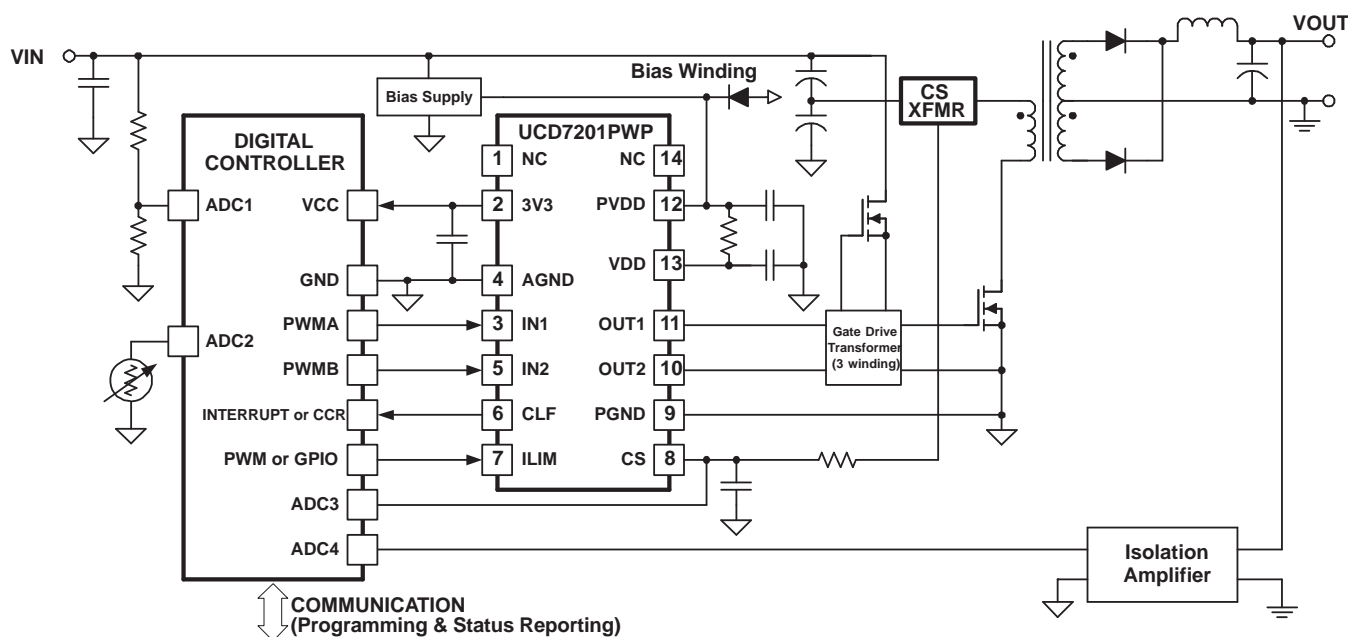 VIN
VOUT
Bias Winding
Bias Supply
CS
XFMR
DIGITAL
CONTROLLER
UCD7201PWP
1 NC
NC 14
ADC1
VCC
2 3V3
PVDD 12
VDD 13
GND
4 AGND
PWMA
3 IN1
OUT1 11
Gate Drive
Transformer
(3 winding)
ADC2
PWMB
5 IN2
OUT2 10
INTERRUPT or CCR
6 CLF
PGND 9
PWM or GPIO
7 ILIM
CS 8
ADC3
ADC4
Isolation
Amplifier
COMMUNICATION
(Programming & Status Reporting)